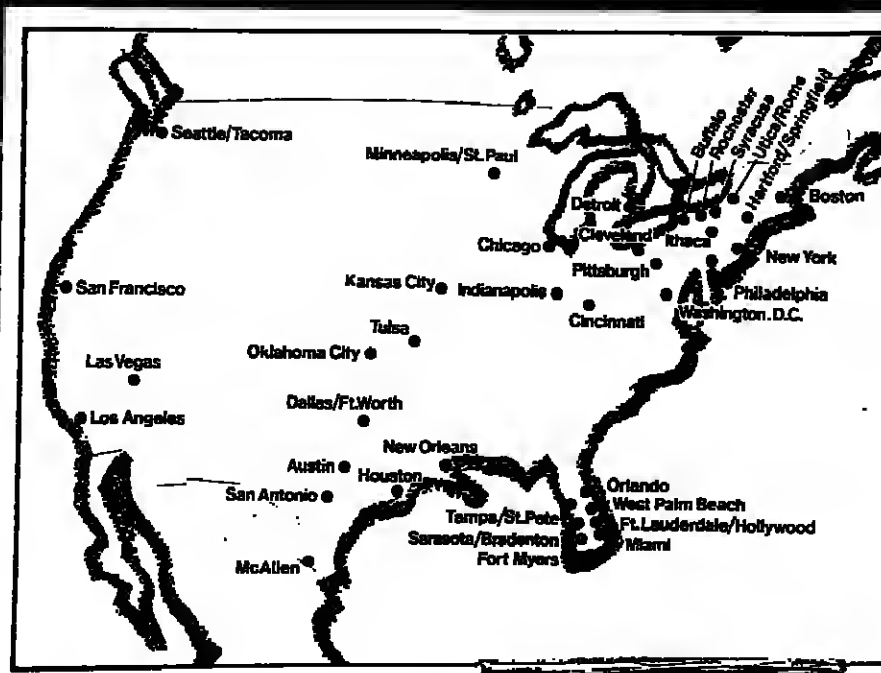 Buffalo
Rochester
Syracuse
Utica/Rome
Hartford/Springfield
Seattle/Tacoma
Minneapolis/St.Paul
Boston
Detroit
Cleveland
Ithaca
Chicago
New York
Pittsburgh
San Francisco
Kansas City
Indianapolis
Philadelphia
Washington.D.C.
Cincinnati
Tulsa
Oklahoma City
Las Vegas
Dallas/Ft.Worth
Los Angeles
New Orleans
Austin
Houston
San Antonio
Orlando
West Palm Beach
Tampa/St.Pete
Ft.Lauderdale/Hollywood
Sarasota/Bradenton
Miami
Fort Myers
McAllen